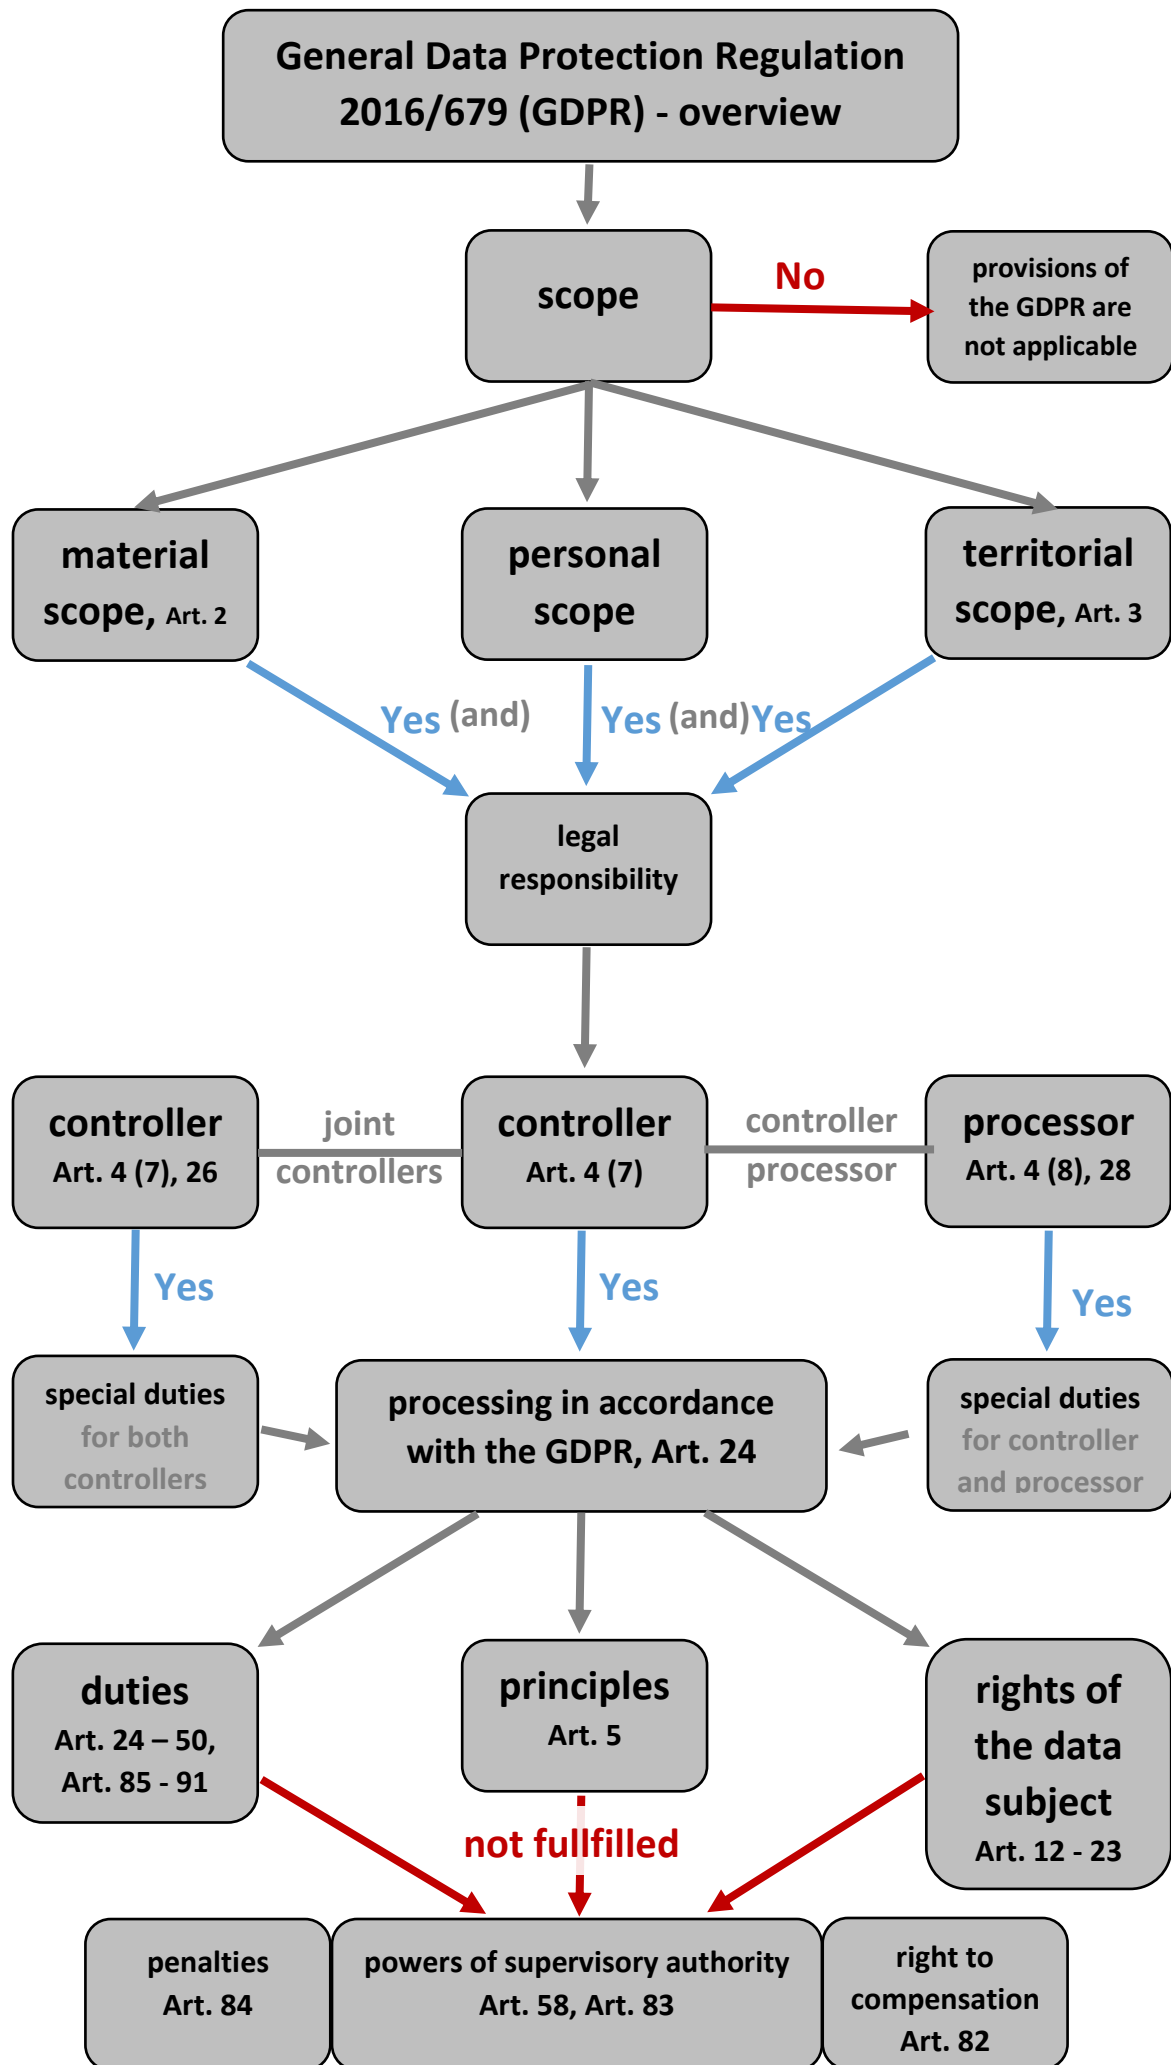 General Data Protection Regulation
2016/679 (GDPR) - overview
scope
No
provisions of
the GDPR are
not applicable
material
scope, Art. 2
personal
scope
territorial
scope, Art. 3
Yes (and)
Yes (and) Yes
legal
responsibility
controller
Art. 4 (7), 26
joint
controllers
controller
Art. 4 (7)
controller
processor
processor
Art. 4 (8), 28
Yes
Yes
Yes
special duties
for both
controllers
processing in accordance
with the GDPR, Art. 24
special duties
for controller
and processor
duties
Art. 24 – 50,
Art. 85 - 91
principles
Art. 5
rights of
the data
subject
Art. 12 - 23
not fullfilled
penalties
Art. 84
powers of supervisory authority
Art. 58, Art. 83
right to
compensation
Art. 82